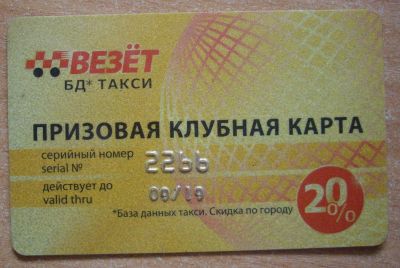 ВЕЗЁТ
БД* ТАКСИ
ПРИЗОВАЯ КЛУБНАЯ КАРТА
серийный номер
serial №
2266
действует до
valid thru
09/19
*База данных такси. Скидка по городу
20%